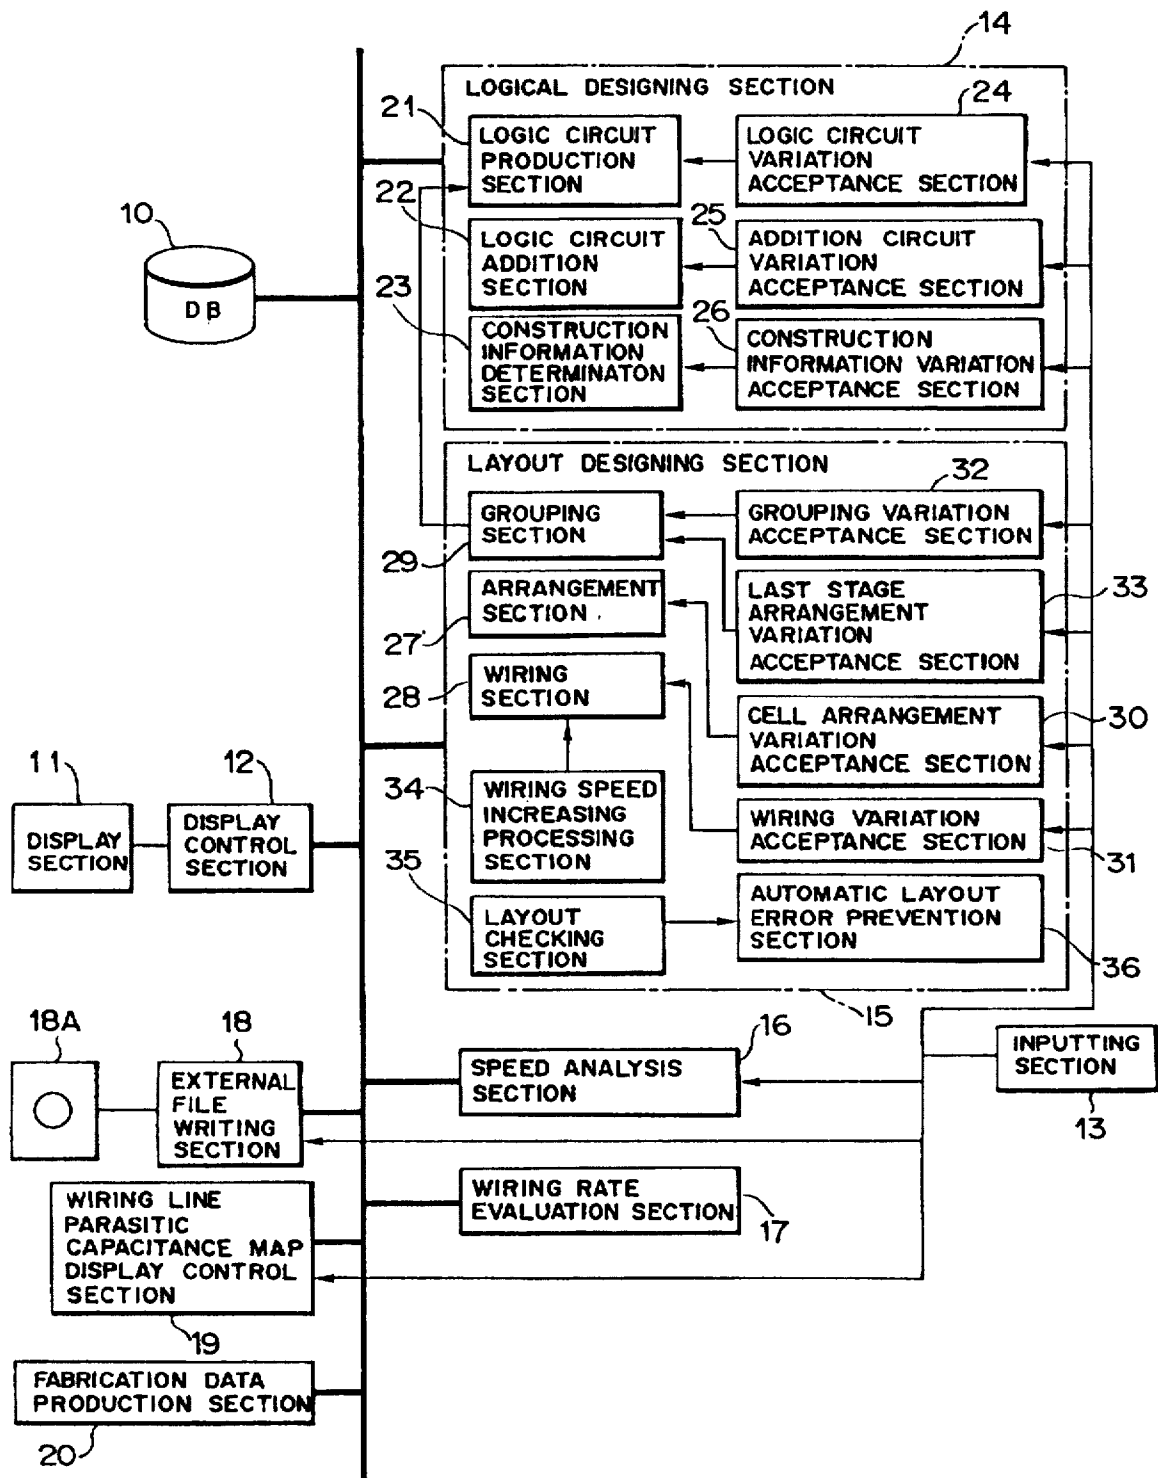 14
LOGICAL DESIGNING SECTION
21
LOGIC CIRCUIT
PRODUCTION
SECTION
24
LOGIC CIRCUIT
VARIATION
ACCEPTANCE SECTION
22
LOGIC CIRCUIT
ADDITION
SECTION
25
ADDITION CIRCUIT
VARIATION
ACCEPTANCE SECTION
23
CONSTRUCTION
INFORMATION
DETERMINATON
SECTION
26
CONSTRUCTION
INFORMATION VARIATION
ACCEPTANCE SECTION
10
DB
LAYOUT DESIGNING SECTION
GROUPING
SECTION
29
32
GROUPING VARIATION
ACCEPTANCE SECTION
ARRANGEMENT
SECTION
27
LAST STAGE
ARRANGEMENT
VARIATION
ACCEPTANCE SECTION
33
28
WIRING
SECTION
CELL ARRANGEMENT
VARIATION
ACCEPTANCE SECTION
30
34
WIRING SPEED
INCREASING
PROCESSING
SECTION
WIRING VARIATION
ACCEPTANCE SECTION
31
35
LAYOUT
CHECKING
SECTION
AUTOMATIC LAYOUT
ERROR PREVENTION
SECTION
36
15
11
DISPLAY
SECTION
12
DISPLAY
CONTROL
SECTION
18A
18
EXTERNAL
FILE
WRITING
SECTION
16
SPEED ANALYSIS
SECTION
INPUTTING
SECTION
13
WIRING RATE
EVALUATION SECTION
17
WIRING LINE
PARASITIC
CAPACITANCE MAP
DISPLAY CONTROL
SECTION
19
FABRICATION DATA
PRODUCTION SECTION
20